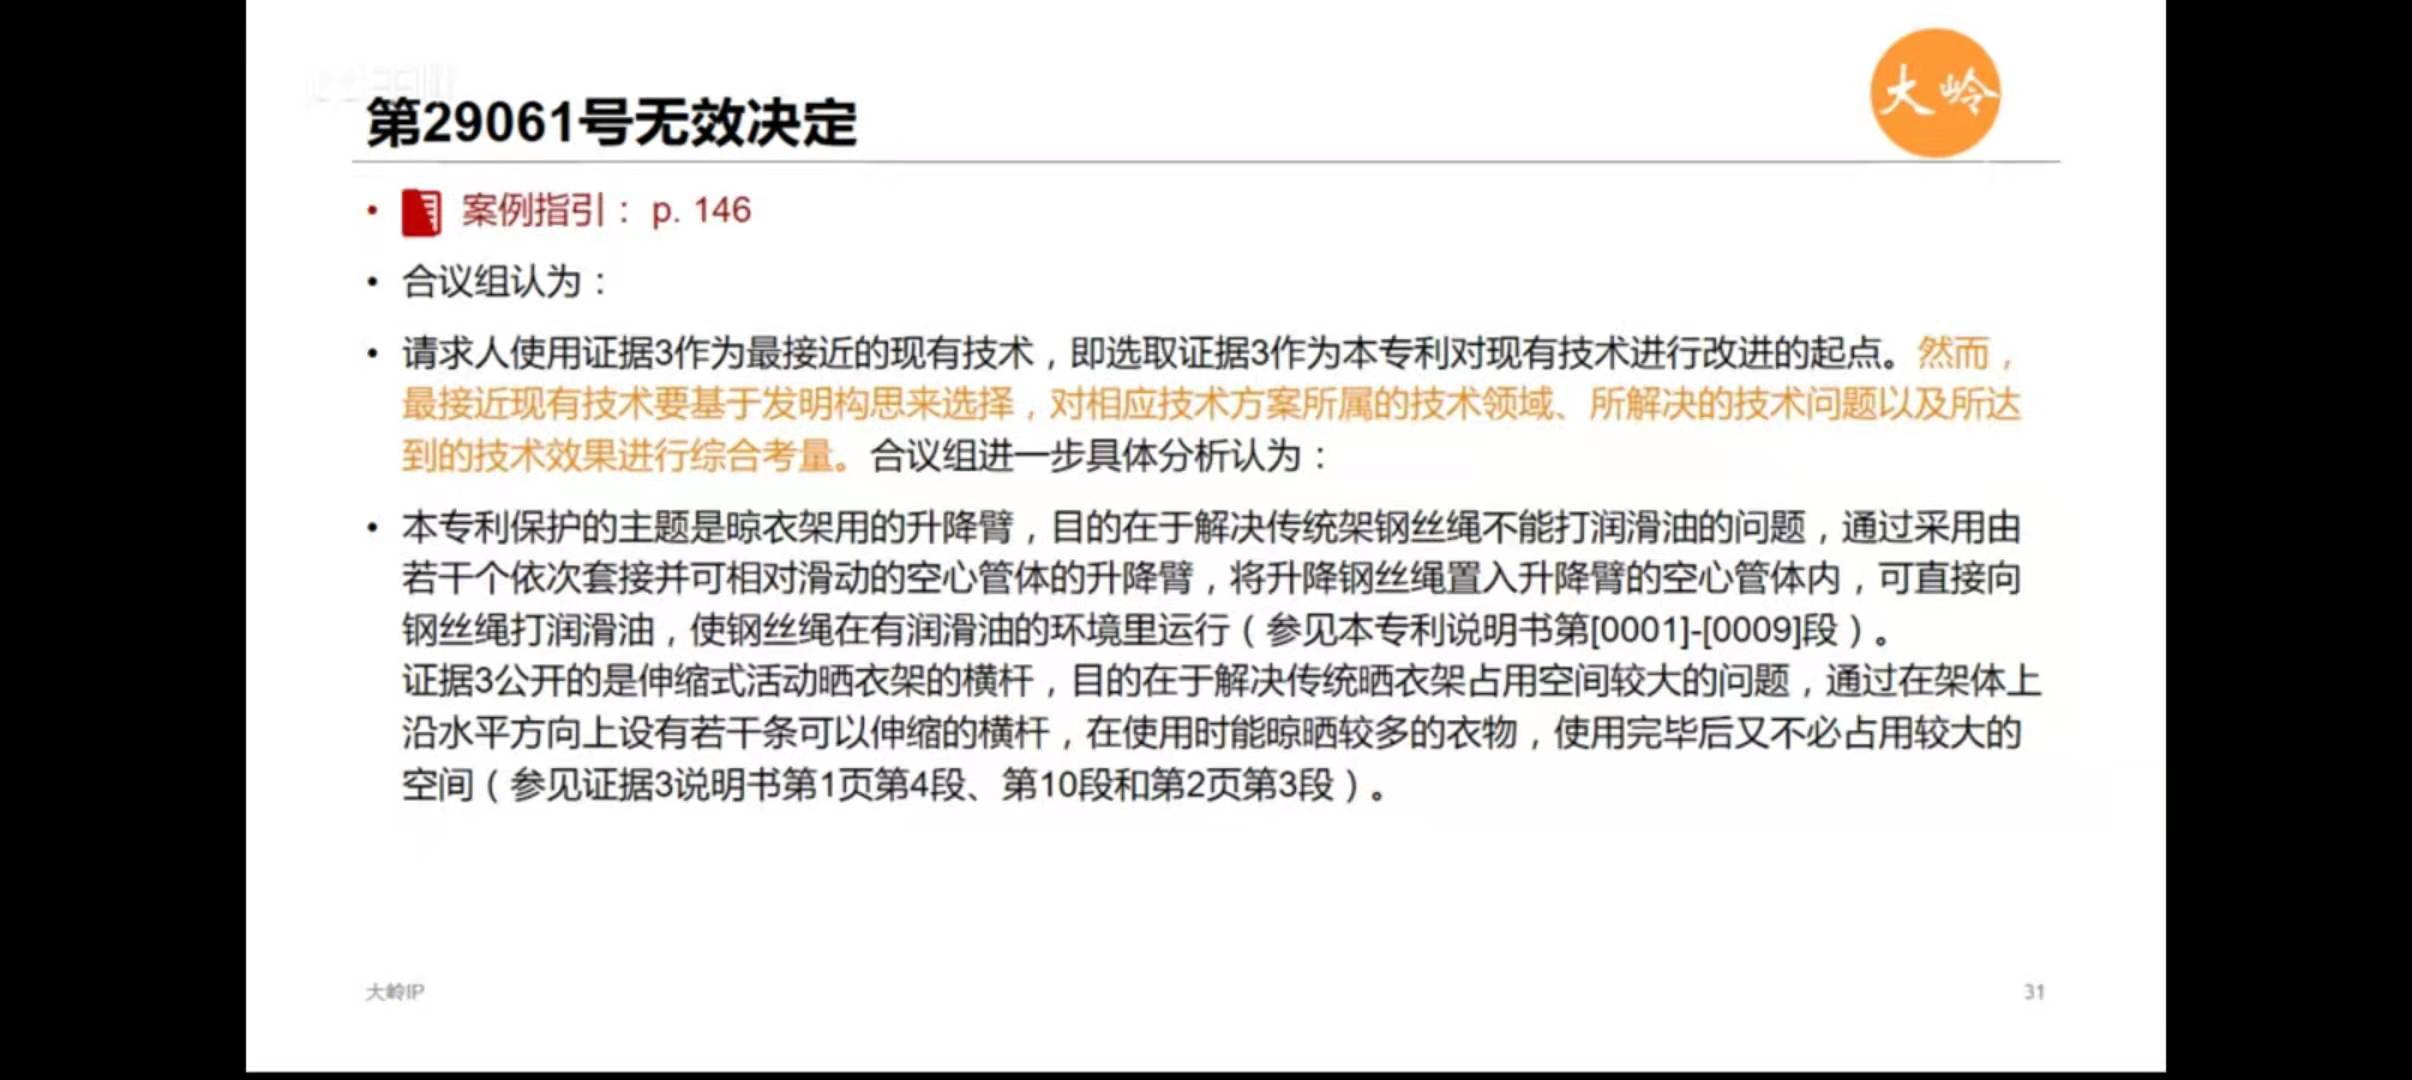 大岭
第29061号无效决定
• 案例指引： p. 146
• 合议组认为：
• 请求人使用证据3作为最接近的现有技术，即选取证据3作为本专利对现有技术进行改进的起点。然而，
最接近现有技术要基于发明构思来选择，对相应技术方案所属的技术领域、所解决的技术问题以及所达
到的技术效果进行综合考量。合议组进一步具体分析认为：
• 本专利保护的主题是晾衣架用的升降臂，目的在于解决传统架钢丝绳不能打润滑油的问题，通过采用由
若干个依次套接并可相对滑动的空心管体的升降臂，将升降钢丝绳置入升降臂的空心管体内，可直接向
钢丝绳打润滑油，使钢丝绳在有润滑油的环境里运行（参见本专利说明书第[0001]-[0009]段）。
证据3公开的是伸缩式活动晒衣架的横杆，目的在于解决传统晒衣架占用空间较大的问题，通过在架体上
沿水平方向上设有若干条可以伸缩的横杆，在使用时能晾晒较多的衣物，使用完毕后又不必占用较大的
空间（参见证据3说明书第1页第4段、第10段和第2页第3段）。
大岭IP
31